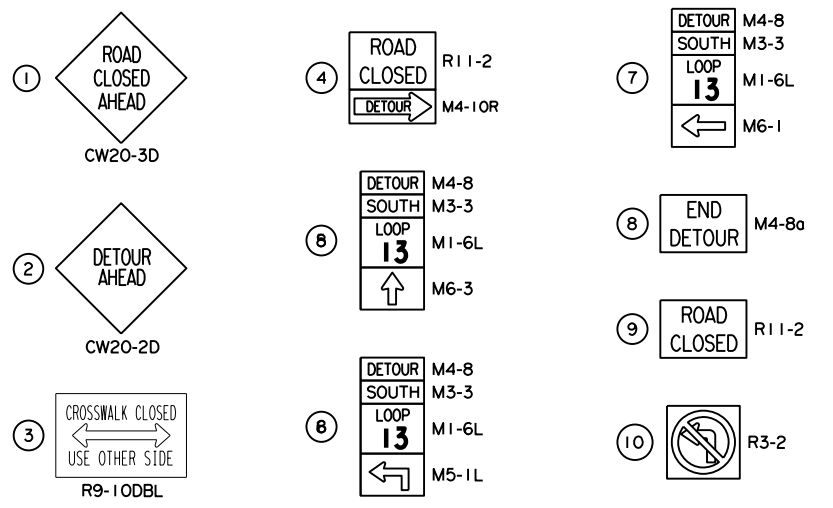 1
ROAD
CLOSED
AHEAD
CW20-3D
2
DETOUR
AHEAD
CW20-2D
3
CROSSWALK CLOSED
USE OTHER SIDE
R9-10DBL
4
ROAD
CLOSED
R11-2
DETOUR
M4-10R
8
DETOUR M4-8
SOUTH M3-3
LOOP
13
M1-6L
M6-3
8
DETOUR M4-8
SOUTH M3-3
LOOP
13
M1-6L
M5-1L
7
DETOUR M4-8
SOUTH M3-3
LOOP
13
M1-6L
M6-1
8
END
DETOUR
M4-8a
9
ROAD
CLOSED
R11-2
10
R3-2